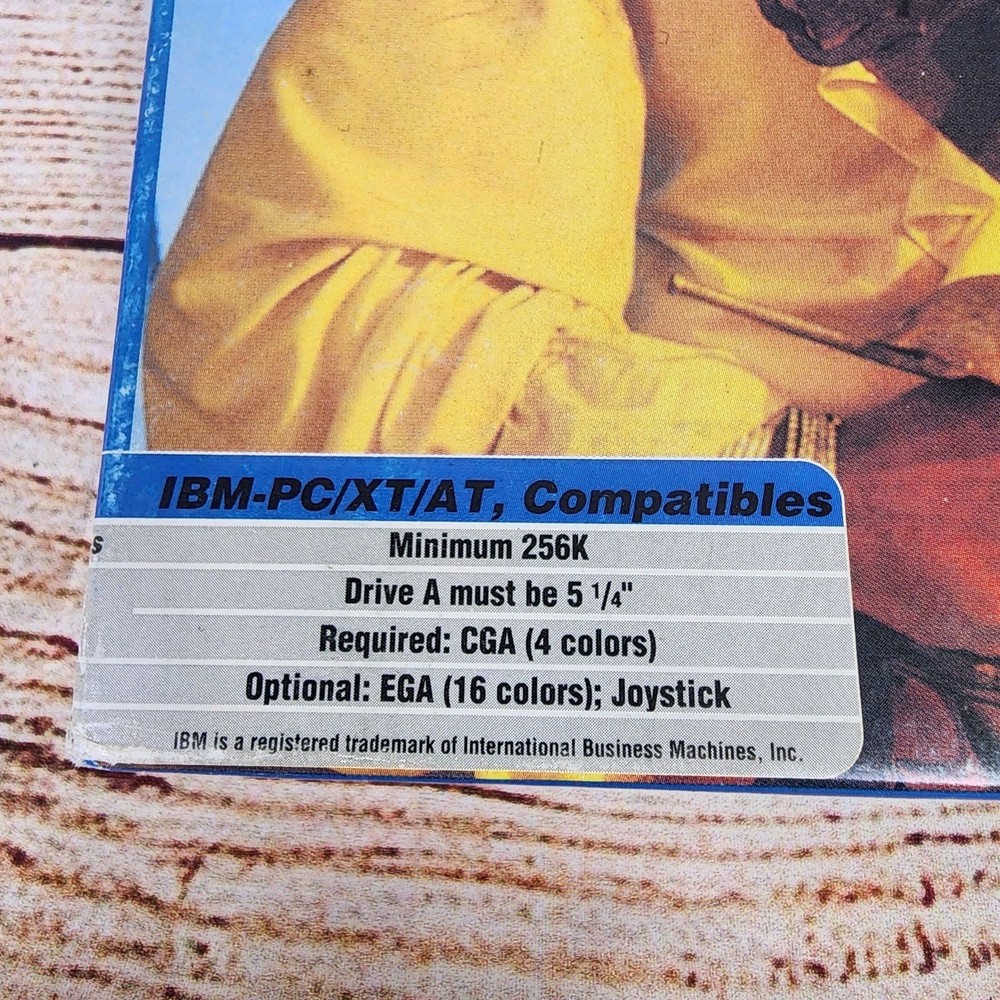 IBM-PC/XT/AT, Compatibles
s
Minimum 256K
Drive A must be 5 1/4"
Required: CGA (4 colors)
Optional: EGA (16 colors); Joystick
IBM is a registered trademark of International Business Machines, Inc.